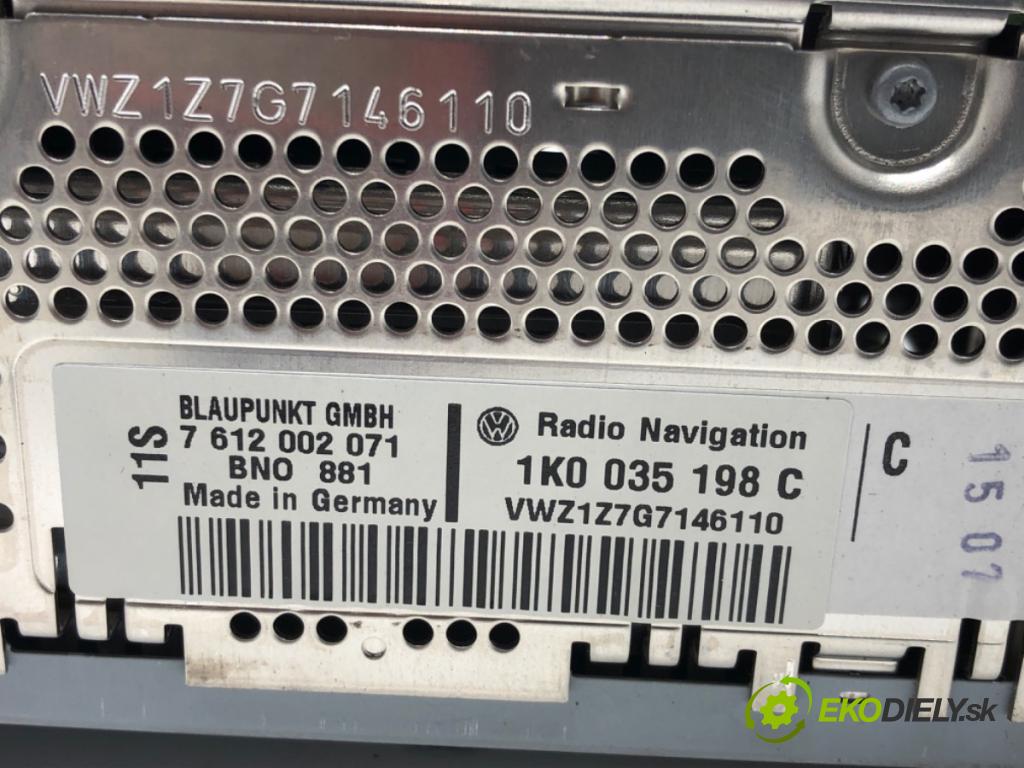 VWZ1Z7G7146110
11S
BLAUPUNKT GMBH
7 612 002 071
BNO 881
Made in Germany
VW
Radio Navigation
1K0 035 198 C
VWZ1Z7G7146110
C
1507
EKODIELY.sk